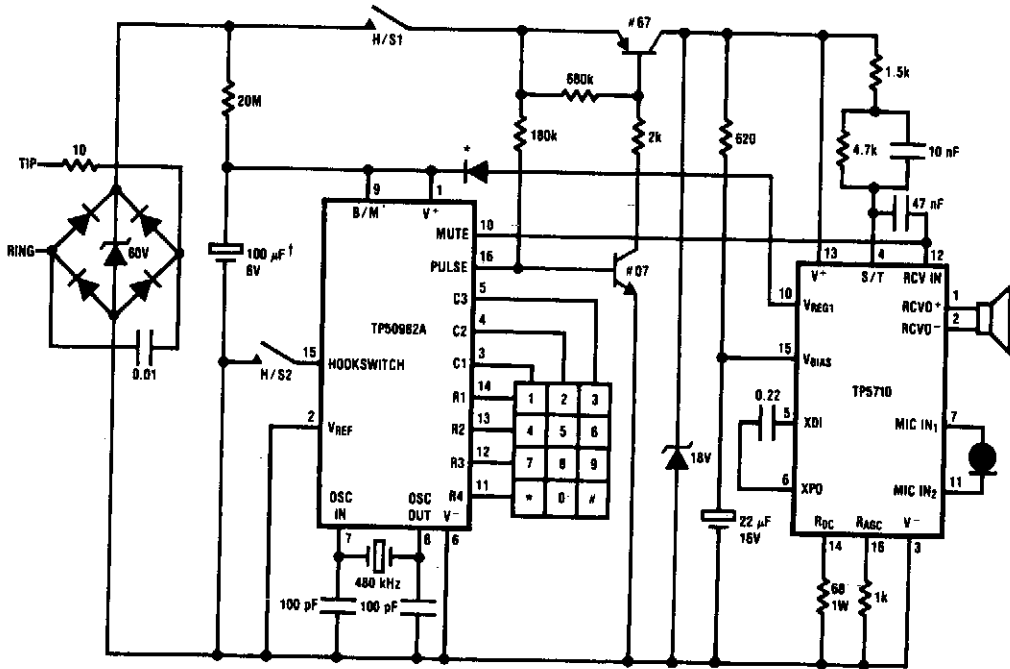 H/S1
#67
20M
680k
180k
2k
620
1.5k
4.7k
10 nF
47 nF
TIP
10
RING
60V
0.01
100 µF†
6V
H/S2
*
9
1
B/M
V+
MUTE
10
PULSE
16
C3
5
C2
4
C1
3
R1
14
R2
13
R3
12
R4
11
TP50982A
15
HOOKSWITCH
2
VREF
OSC IN
OSC OUT
V−
7
8
6
480 kHz
100 pF
100 pF
1 2 3
4 5 6
7 8 9
* 0 #
#07
18V
22 µF
15V
13
4
12
V+
S/T
RCV IN
10
VREG1
RCVO+
1
RCVO−
2
15
VBIAS
TP5710
0.22
5
XDI
6
XPO
MIC IN1
7
MIC IN2
11
RDC
RAGC
V−
14
16
3
68
1W
1k